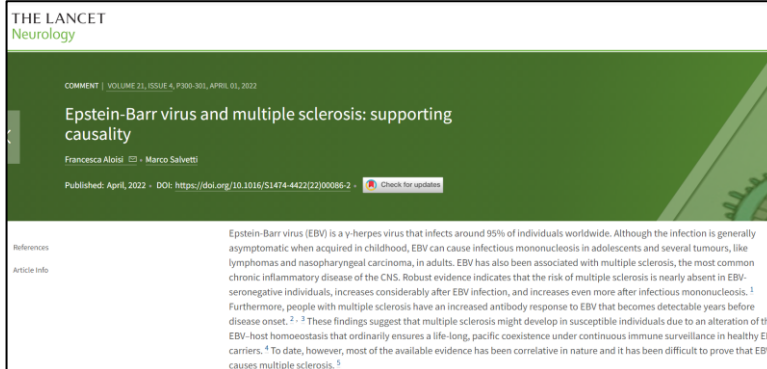 THE LANCET
Neurology
COMMENT | VOLUME 21, ISSUE 4, P300-301, APRIL 01, 2022
Epstein-Barr virus and multiple sclerosis: supporting
causality
Francesca Aloisi • Marco Salvetti
Published: April, 2022 • DOI: https://doi.org/10.1016/S1474-4422(22)00086-2 • Check for updates
References
Article Info
Epstein-Barr virus (EBV) is a γ-herpes virus that infects around 95% of individuals worldwide. Although the infection is generally
asymptomatic when acquired in childhood, EBV can cause infectious mononucleosis in adolescents and several tumours, like
lymphomas and nasopharyngeal carcinoma, in adults. EBV has also been associated with multiple sclerosis, the most common
chronic inflammatory disease of the CNS. Robust evidence indicates that the risk of multiple sclerosis is nearly absent in EBV-
seronegative individuals, increases considerably after EBV infection, and increases even more after infectious mononucleosis. 1
Furthermore, people with multiple sclerosis have an increased antibody response to EBV that becomes detectable years before
disease onset. 2 , 3 These findings suggest that multiple sclerosis might develop in susceptible individuals due to an alteration of
EBV–host homoeostasis that ordinarily ensures a life-long, pacific coexistence under continuous immune surveillance in healthy
carriers. 4 To date, however, most of the available evidence has been correlative in nature and it has been difficult to prove that
causes multiple sclerosis. 5